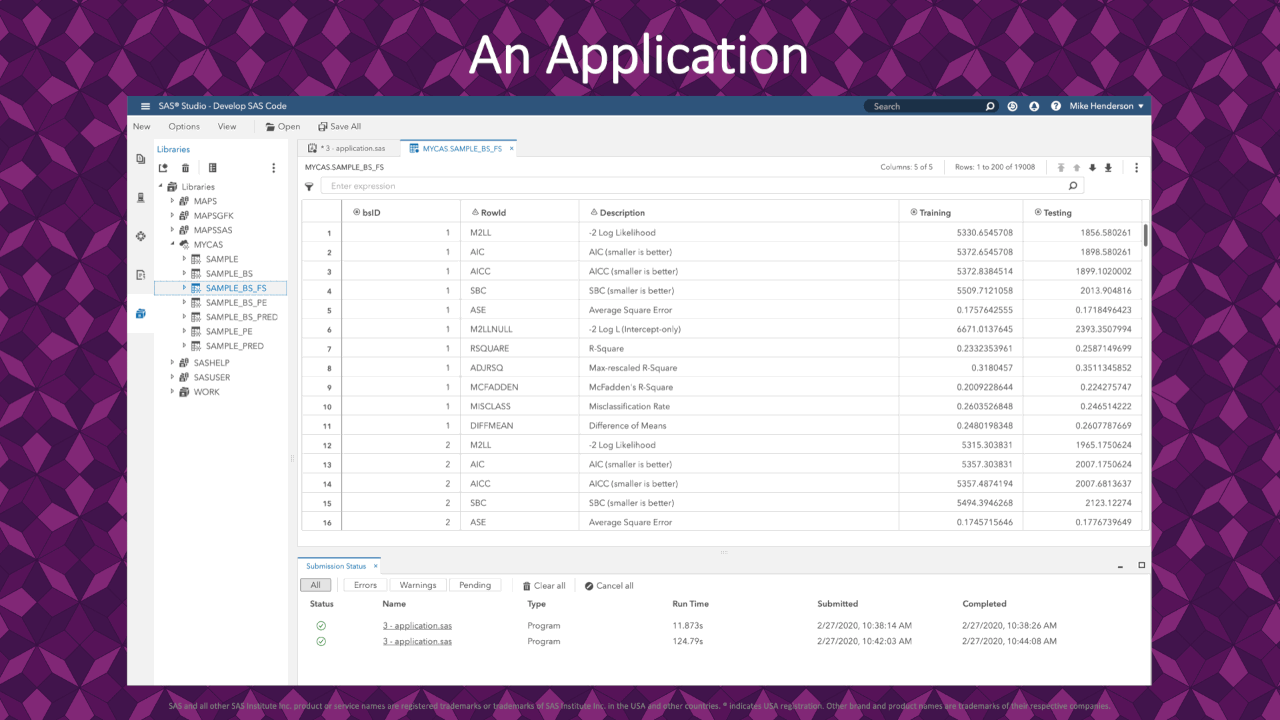 An Application
SAS® Studio - Develop SAS Code
Search
Mike Henderson
New Options View Open Save All
Libraries
Libraries
MAPS
MAPSGFK
MAPSSAS
MYCAS
SAMPLE
SAMPLE_BS
SAMPLE_BS_FS
SAMPLE_BS_PE
SAMPLE_BS_PRED
SAMPLE_PE
SAMPLE_PRED
SASHELP
SASUSER
WORK
* 3 - application.sas MYCAS.SAMPLE_BS_FS ×
MYCAS.SAMPLE_BS_FS Columns: 5 of 5 Rows: 1 to 200 of 19008
Enter expression
bsID RowId Description Training Testing
1 1 M2LL -2 Log Likelihood 5330.6545708 1856.580261
2 1 AIC AIC (smaller is better) 5372.6545708 1898.580261
3 1 AICC AICC (smaller is better) 5372.8384514 1899.1020002
4 1 SBC SBC (smaller is better) 5509.7121058 2013.904816
5 1 ASE Average Square Error 0.1757642555 0.1718496423
6 1 M2LLNULL -2 Log L (Intercept-only) 6671.0137645 2393.3507994
7 1 RSQUARE R-Square 0.2332353961 0.2587149699
8 1 ADJRSQ Max-rescaled R-Square 0.3180457 0.3511345852
9 1 MCFADDEN McFadden's R-Square 0.2009228644 0.224275747
10 1 MISCLASS Misclassification Rate 0.2603526848 0.246514222
11 1 DIFFMEAN Difference of Means 0.2480198348 0.2607787669
12 2 M2LL -2 Log Likelihood 5315.303831 1965.1750624
13 2 AIC AIC (smaller is better) 5357.303831 2007.1750624
14 2 AICC AICC (smaller is better) 5357.4874194 2007.6813637
15 2 SBC SBC (smaller is better) 5494.3946268 2123.12274
16 2 ASE Average Square Error 0.1745715646 0.1776739649
Submission Status ×
All Errors Warnings Pending Clear all Cancel all
Status Name Type Run Time Submitted Completed
3 - application.sas Program 11.873s 2/27/2020, 10:38:14 AM 2/27/2020, 10:38:26 AM
3 - application.sas Program 124.79s 2/27/2020, 10:42:03 AM 2/27/2020, 10:44:08 AM
SAS and all other SAS Institute Inc. product or service names are registered trademarks or trademarks of SAS Institute Inc. in the USA and other countries. ® indicates USA registration. Other brand and product names are trademarks of their respective companies.